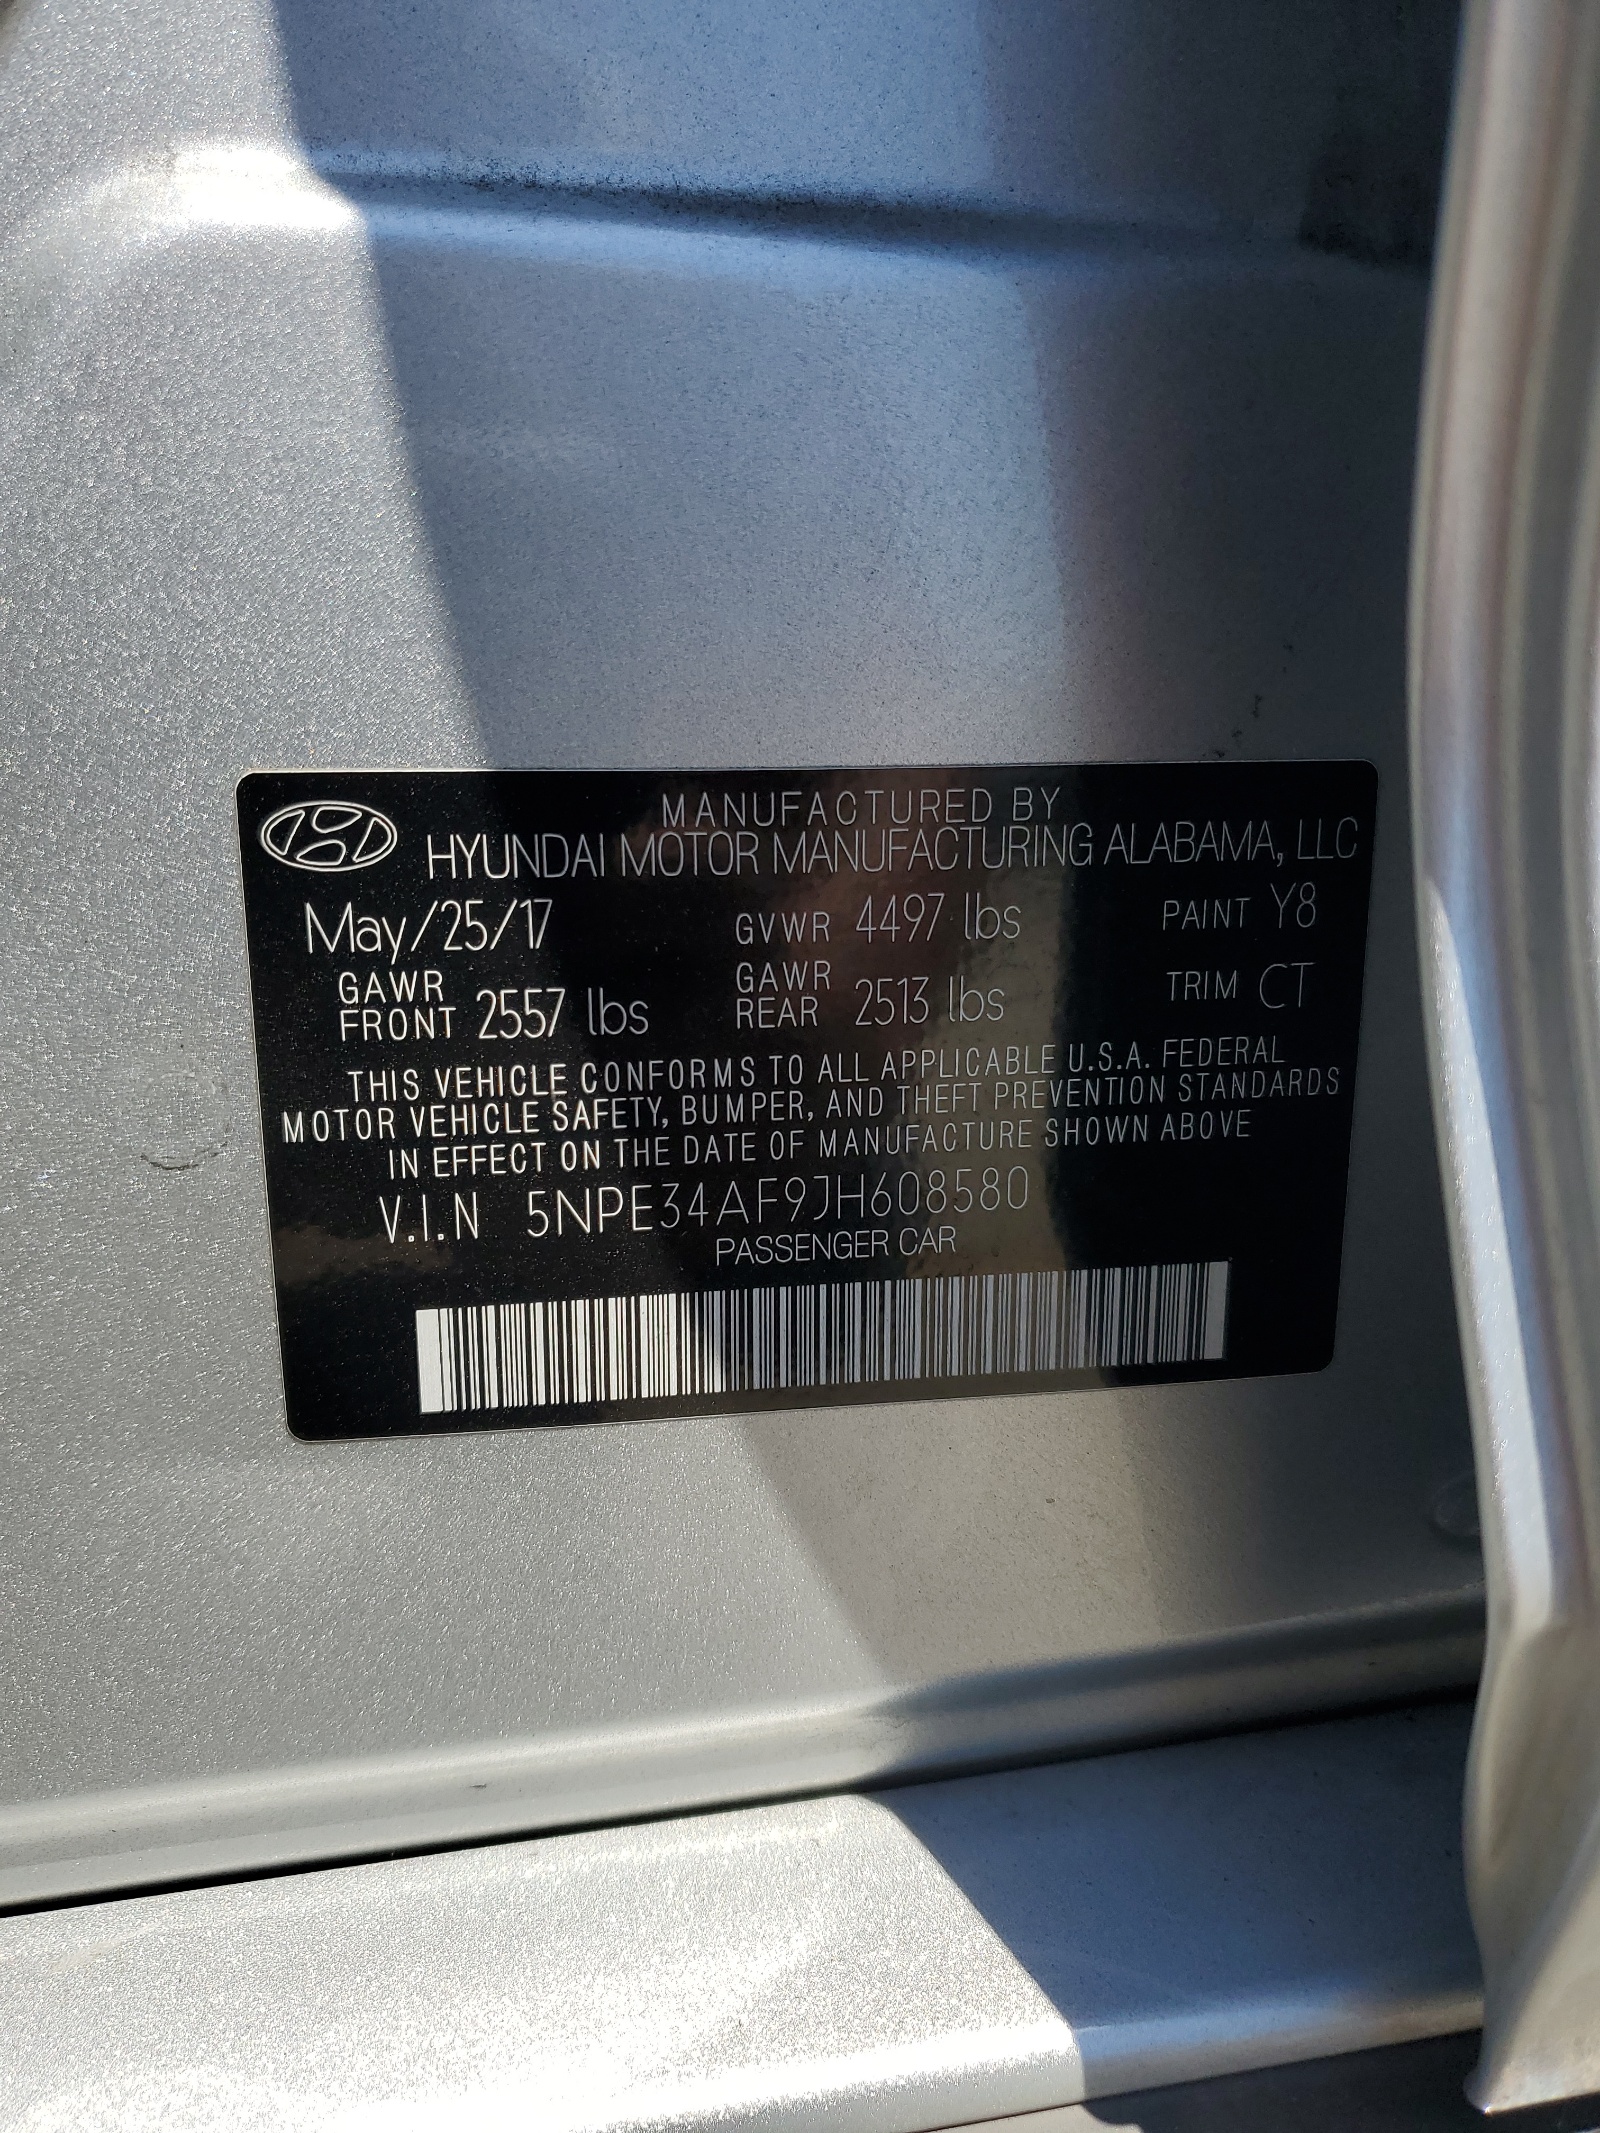 MANUFACTURED BY
HYUNDAI MOTOR MANUFACTURING ALABAMA, LLC
May/25/17 GVWR 4497 lbs PAINT Y8
GAWR FRONT 2557 lbs GAWR REAR 2513 lbs TRIM CT
THIS VEHICLE CONFORMS TO ALL APPLICABLE U.S.A. FEDERAL
MOTOR VEHICLE SAFETY, BUMPER, AND THEFT PREVENTION STANDARDS
IN EFFECT ON THE DATE OF MANUFACTURE SHOWN ABOVE
V.I.N 5NPE34AF9JH608580
PASSENGER CAR